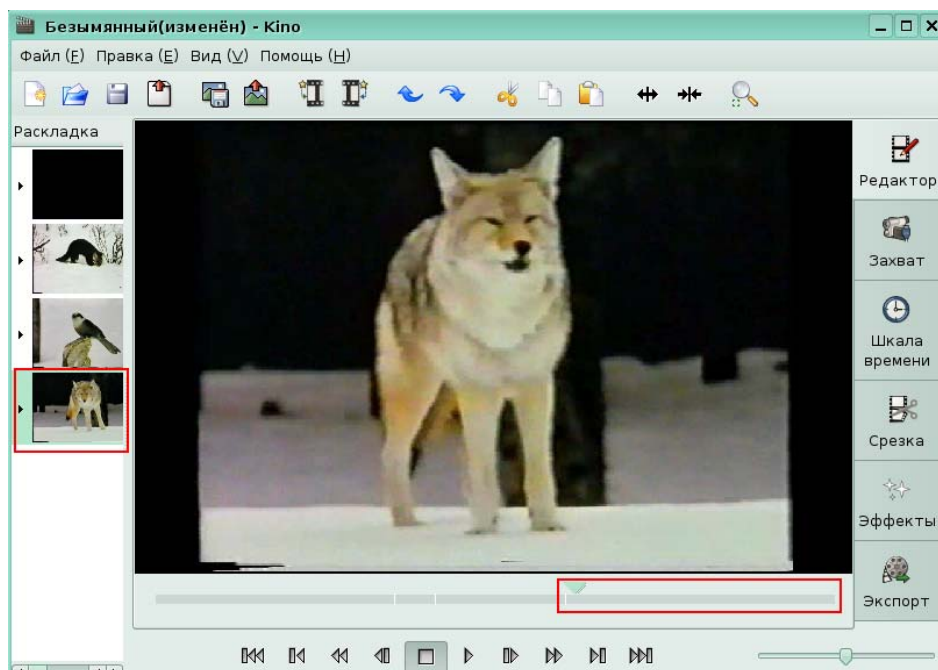 Безымянный(изменён) - Kino
Файл (F) Правка (E) Вид (V) Помощь (H)
Раскладка
Редактор
Захват
Шкала
времени
Срезка
Эффекты
Экспорт